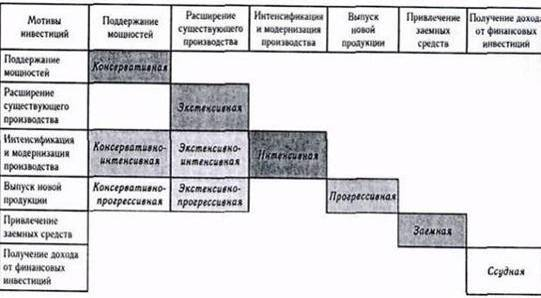 Мотивы инвестиций
Поддержание мощностей
Расширение существующего производства
Интенсификация и модернизация производства
Выпуск новой продукции
Привлечение заемных средств
Получение дохода от финансовых инвестиций
Поддержание мощностей
Консервативная
Расширение существующего производства
Экстенсивная
Интенсификация и модернизация производства
Консервативно-интенсивная
Экстенсивно-интенсивная
Интенсивная
Выпуск новой продукции
Консервативно-прогрессивная
Экстенсивно-прогрессивная
Прогрессивная
Привлечение заемных средств
Заемная
Получение дохода от финансовых инвестиций
Ссудная